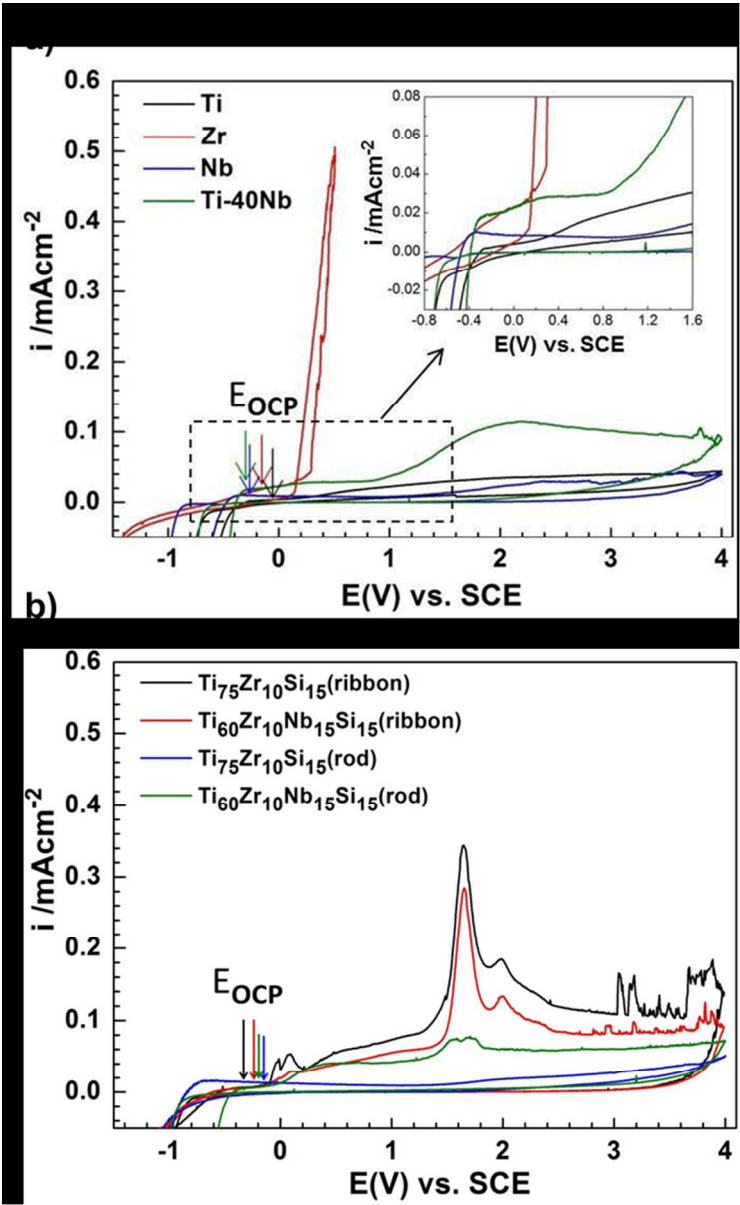 a)
0.6
0.5
0.4
0.3
0.2
0.1
0.0
i /mAcm-2
Ti
Zr
Nb
Ti-40Nb
0.08
0.06
0.04
0.02
0.00
-0.02
i /mAcm-2
-0.8 -0.4 0.0 0.4 0.8 1.2 1.6
E(V) vs. SCE
EOCP
-1 0 1 2 3 4
E(V) vs. SCE
b)
0.6
0.5
0.4
0.3
0.2
0.1
0.0
i /mAcm-2
Ti75Zr10Si15(ribbon)
Ti60Zr10Nb15Si15(ribbon)
Ti75Zr10Si15(rod)
Ti60Zr10Nb15Si15(rod)
EOCP
-1 0 1 2 3 4
E(V) vs. SCE